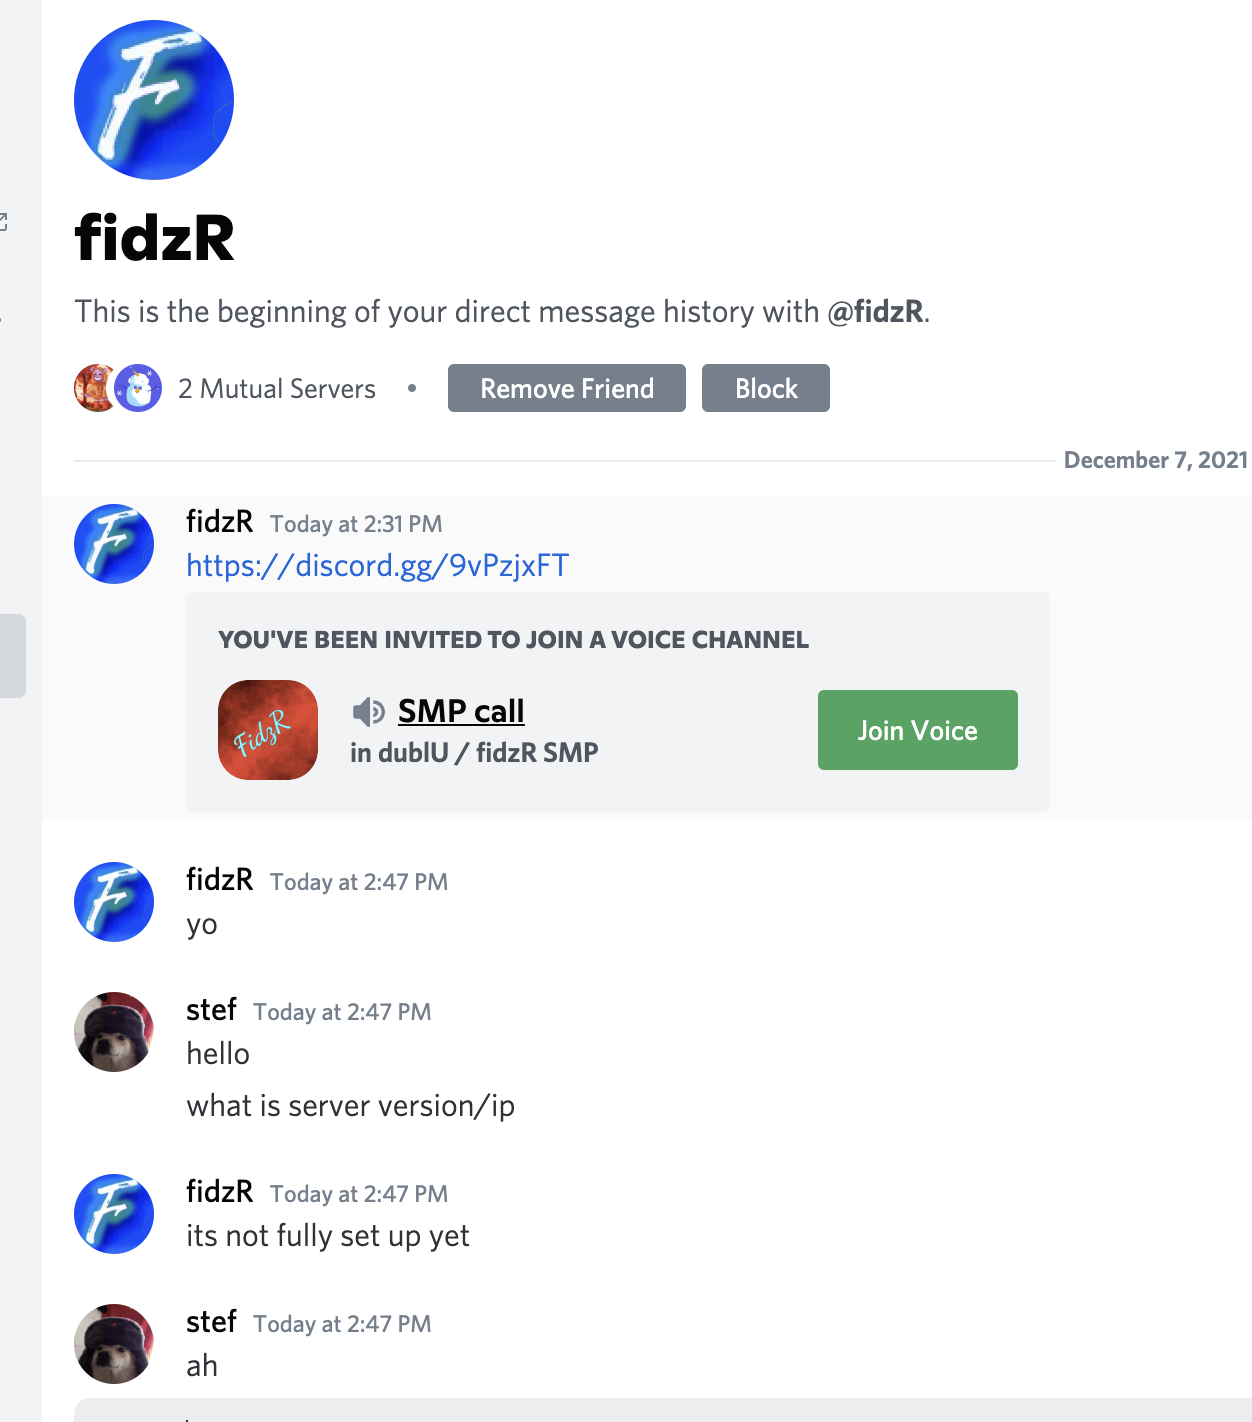 F
fidzR
This is the beginning of your direct message history with @fidzR.
2 Mutual Servers • Remove Friend Block
December 7, 2021
F
fidzR Today at 2:31 PM
https://discord.gg/9vPzjxFT
YOU'VE BEEN INVITED TO JOIN A VOICE CHANNEL
FidzR
SMP call
in dublU / fidzR SMP
Join Voice
F
fidzR Today at 2:47 PM
yo
stef Today at 2:47 PM
hello
what is server version/ip
F
fidzR Today at 2:47 PM
its not fully set up yet
stef Today at 2:47 PM
ah